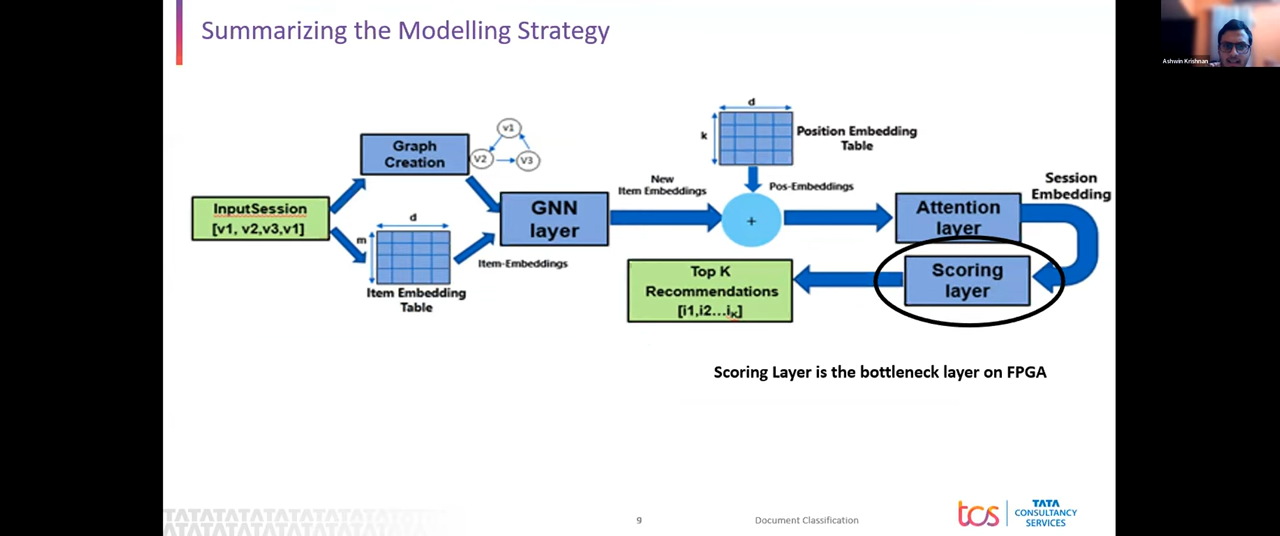 Summarizing the Modelling Strategy
Ashwin Krishnan
d
k
Position Embedding
Table
Graph
Creation
v1
V2
V3
New
Item Embeddings
Pos-Embeddings
Session
Embedding
InputSession
[v1, v2,v3,v1]
d
m
GNN
layer
+
Attention
layer
Item-Embeddings
Item Embedding
Table
Top K
Recommendations
[i1,i2...iK]
Scoring
layer
Scoring Layer is the bottleneck layer on FPGA
9
Document Classification
tcs
TATA
CONSULTANCY
SERVICES